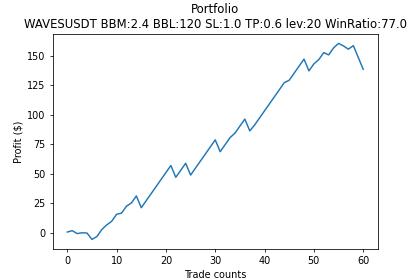 Portfolio
WAVESUSDT BBM:2.4 BBL:120 SL:1.0 TP:0.6 lev:20 WinRatio:77.0
Profit ($)
150
125
100
75
50
25
0
0 10 20 30 40 50 60
Trade counts